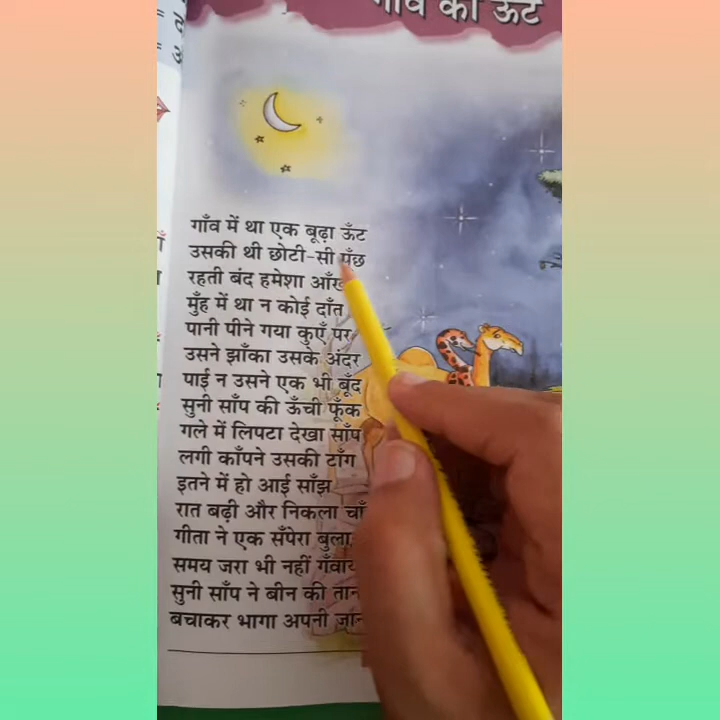 गाँव का ऊँट
गाँव में था एक बूढ़ा ऊँट
उसकी थी छोटी-सी पूँछ
रहती बंद हमेशा
मुँह में था न कोई दाँत
पानी पीने गया कुएँ पर
उसने झाँका उसके अंदर
पाई न उसने एक भी बूँद
सुनी साँप की ऊँची फूँक
गले में लिपटा देखा साँप
लगी काँपने उसकी टाँग
इतने में हो आई साँझ
रात बढ़ी और निकला
गीता ने एक सँपेरा
समय जरा भी नहीं
सुनी साँप ने बीन की तान
बचाकर भागा अपनी जान